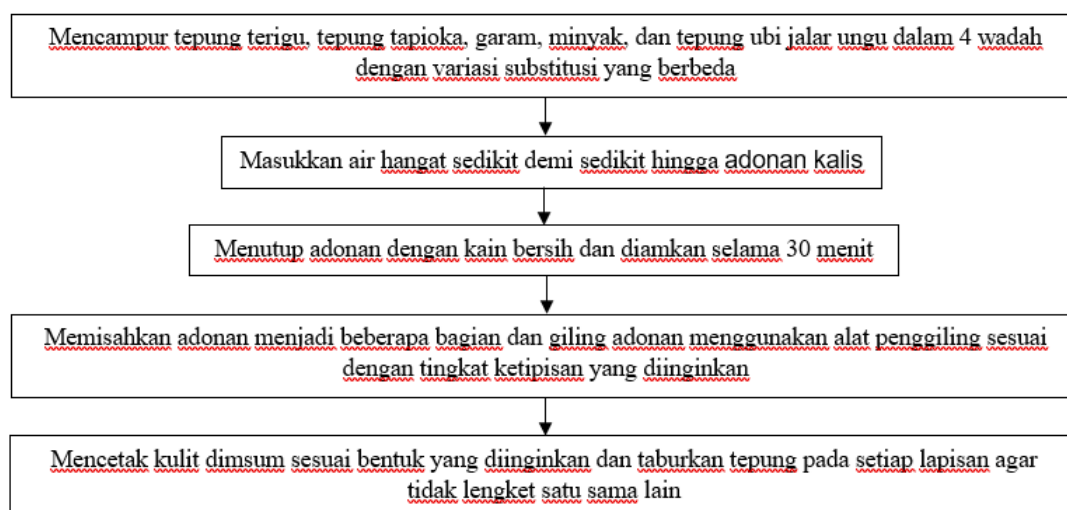 Mencampur tepung terigu, tepung tapioka, garam, minyak, dan tepung ubi jalar ungu dalam 4 wadah
dengan variasi substitusi yang berbeda
Masukkan air hangat sedikit demi sedikit hingga adonan kalis
Menutup adonan dengan kain bersih dan diamkan selama 30 menit
Memisahkan adonan menjadi beberapa bagian dan giling adonan menggunakan alat penggiling sesuai
dengan tingkat ketipisan yang diinginkan
Mencetak kulit dimsum sesuai bentuk yang diinginkan dan taburkan tepung pada setiap lapisan agar
tidak lengket satu sama lain